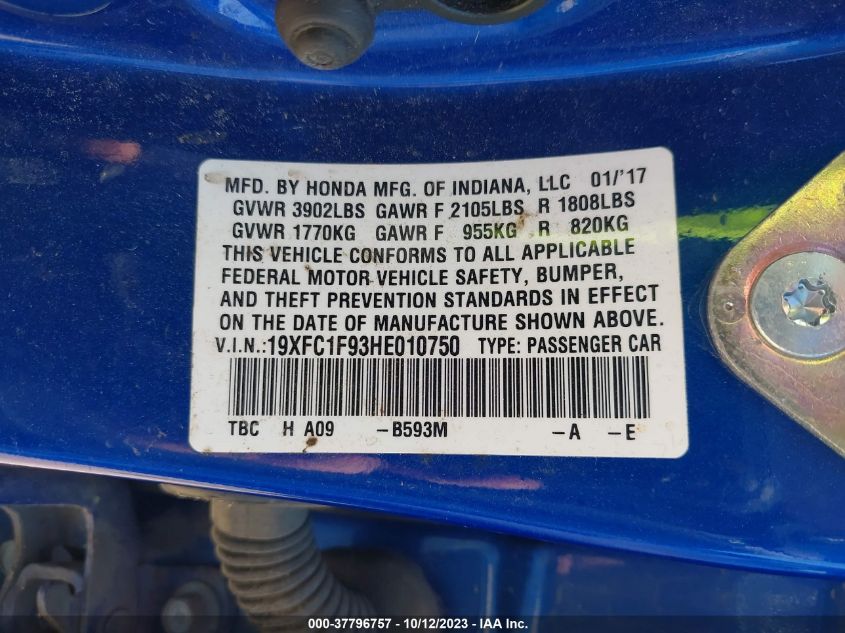 MFD. BY HONDA MFG. OF INDIANA, LLC 01/'17
GVWR 3902LBS GAWR F 2105LBS R 1808LBS
GVWR 1770KG GAWR F 955KG R 820KG
THIS VEHICLE CONFORMS TO ALL APPLICABLE
FEDERAL MOTOR VEHICLE SAFETY, BUMPER,
AND THEFT PREVENTION STANDARDS IN EFFECT
ON THE DATE OF MANUFACTURE SHOWN ABOVE.
V.I.N.:19XFC1F93HE010750 TYPE: PASSENGER CAR
TBC H A09 -B593M -A -E
000-37796757 - 10/12/2023 - IAA Inc.